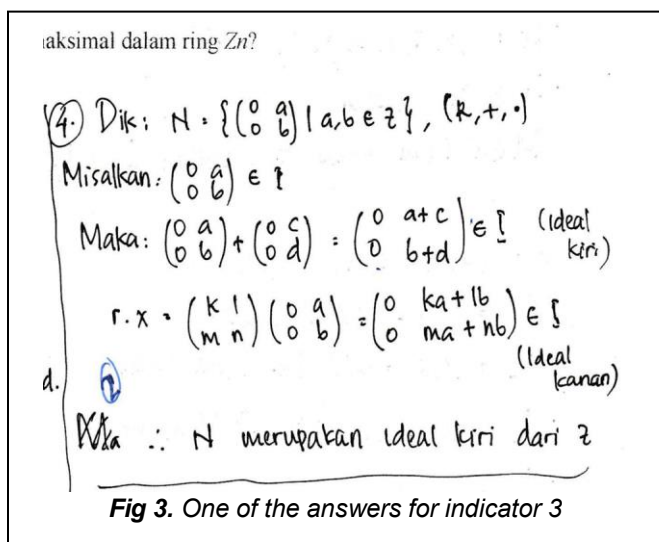 aksimal dalam ring Zn?
4. Dik: N = {(0 a
0 b) | a,b ∈ z}, (R,+,·)
Misalkan: (0 a
0 b) ∈ I
Maka: (0 a
0 b) + (0 c
0 d) = (0 a+c
0 b+d) ∈ I (ideal
kiri)
r.x = (k l
m n) (0 a
0 b) = (0 ka+lb
0 ma+nb) ∈ I
(Ideal
kanan)
d.
2
∴ N merupakan ideal kiri dari z
Fig 3. One of the answers for indicator 3